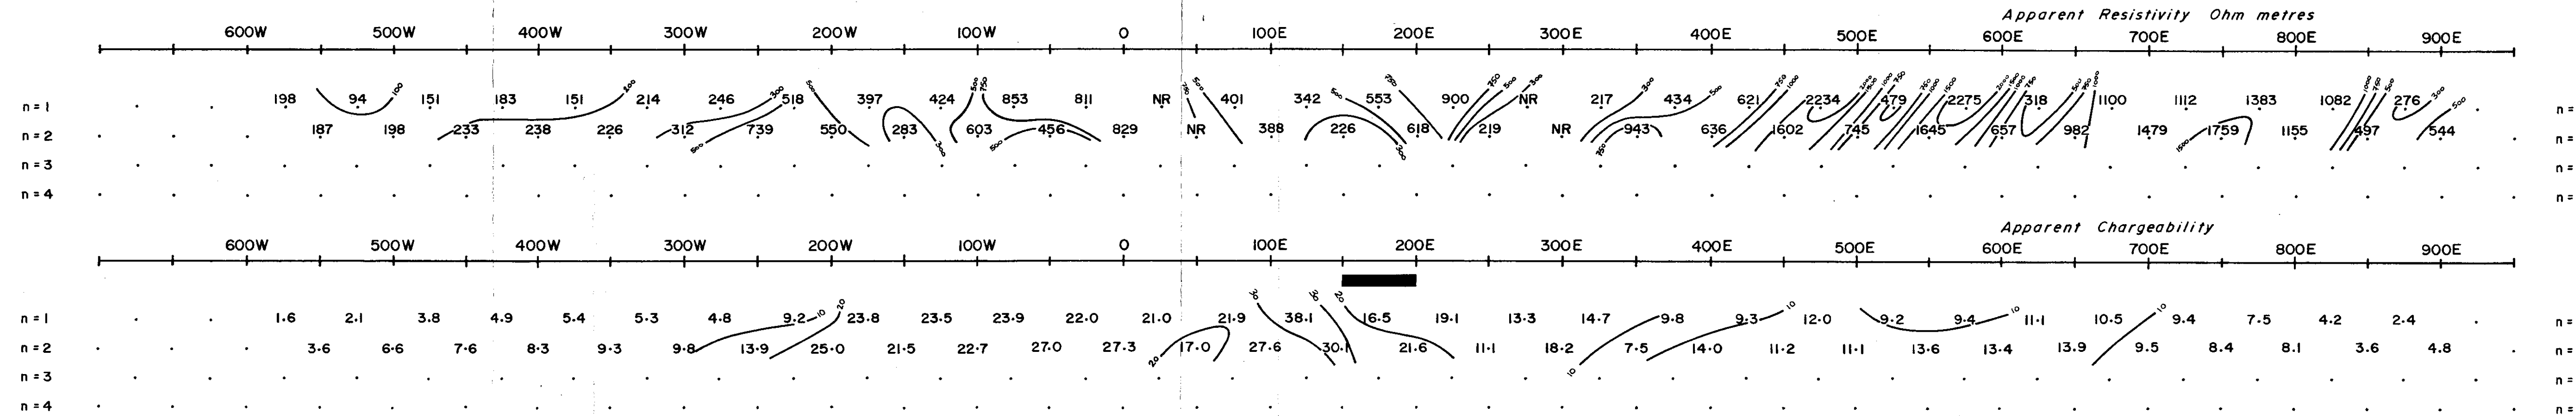 Apparent Resistivity Ohm metres
600W 500W 400W 300W 200W 100W 0 100E 200E 300E 400E 500E 600E 700E 800E 900E
n=1 198 94 151 183 151 214 246 518 397 424 853 811 NR 401 342 553 900 NR 217 434 621 2234 479 2275 318 1100 1112 1383 1082 276 n=
n=2 187 198 233 238 226 312 739 550 283 603 456 829 NR 388 226 618 219 NR 943 636 1602 745 1645 657 982 1479 1759 1155 497 544 n=
n=3 n=
n=4 n=
Apparent Chargeability
600W 500W 400W 300W 200W 100W 0 100E 200E 300E 400E 500E 600E 700E 800E 900E
n=1 1.6 2.1 3.8 4.9 5.4 5.3 4.8 9.2 10 20 23.8 23.5 23.9 22.0 21.0 21.9 30 38.1 30 20 16.5 19.1 13.3 14.7 9.8 9.3 10 12.0 9.2 9.4 10 11.1 10.5 10 9.4 7.5 4.2 2.4 n=
n=2 3.6 6.6 7.6 8.3 9.3 9.8 13.9 25.0 21.5 22.7 27.0 27.3 20 17.0 27.6 30.1 21.6 11.1 18.2 10 7.5 14.0 11.2 11.1 13.6 13.4 13.9 9.5 8.4 8.1 3.6 4.8 n=
n=3 n=
n=4 n=